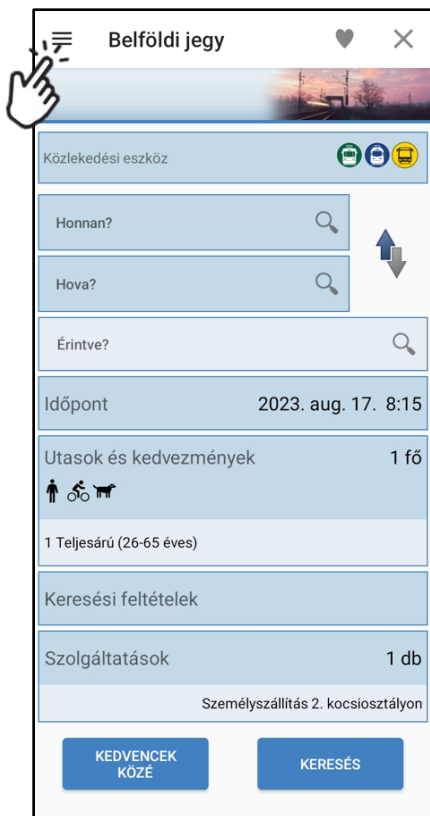 Belföldi jegy
Közlekedési eszköz
Honnan?
Hova?
Érintve?
Időpont 2023. aug. 17. 8:15
Utasok és kedvezmények 1 fő
1 Teljesárú (26-65 éves)
Keresési feltételek
Szolgáltatások 1 db
Személyszállítás 2. kocsiosztályon
KEDVENCEK
KÖZÉ
KERESÉS